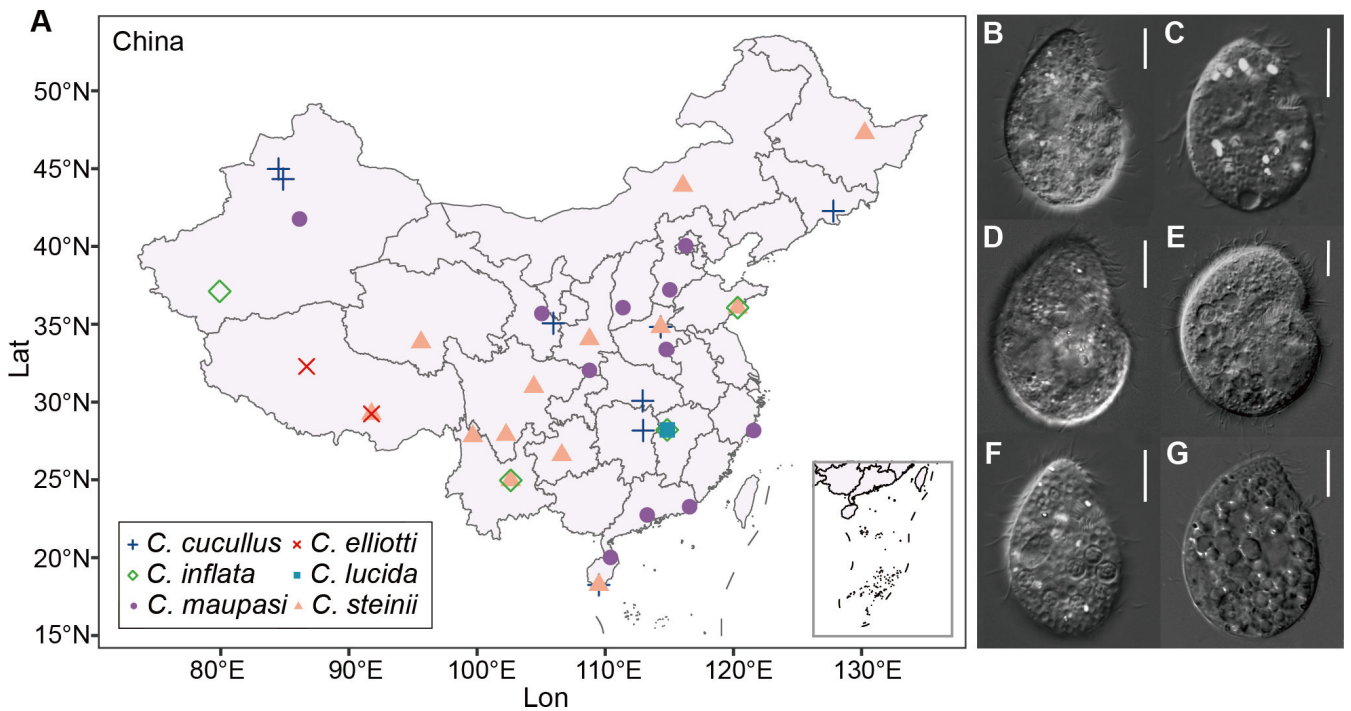 A
China
50°N
45°N
40°N
35°N
30°N
25°N
20°N
15°N
Lat
80°E 90°E 100°E 110°E 120°E 130°E
Lon
C. cucullus C. elliotti
C. inflata C. lucida
C. maupasi C. steinii
B C
D E
F G